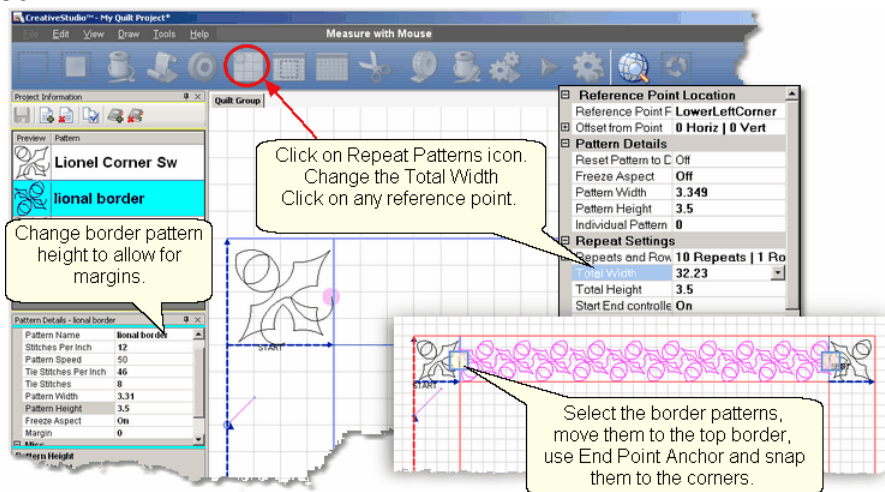 CreativeStudio™ - My Quilt Project*
File Edit View Draw Tools Help Measure with Mouse
Project Information
Quilt Group
Preview Pattern
Lionel Corner Sw
lional border
Change border pattern
height to allow for
margins.
Click on Repeat Patterns icon.
Change the Total Width
Click on any reference point.
Reference Point Location
Reference Point F LowerLeftCorner
Offset from Point 0 Horiz | 0 Vert
Pattern Details
Reset Pattern to D Off
Freeze Aspect Off
Pattern Width 3.349
Pattern Height 3.5
Individual Pattern 0
Repeat Settings
Repeats and Row 10 Repeats | 1 Ro
Total Width 32.23
Total Height 3.5
Start End controlle On
START
Pattern Details - lional border
Pattern Name lional border
Stitches Per Inch 12
Pattern Speed 50
Tie Stitches Per Inch 46
Tie Stitches 8
Pattern Width 3.31
Pattern Height 3.5
Freeze Aspect On
Margin 0
Misc
Pattern Height
START
Select the border patterns,
move them to the top border,
use End Point Anchor and snap
them to the corners.